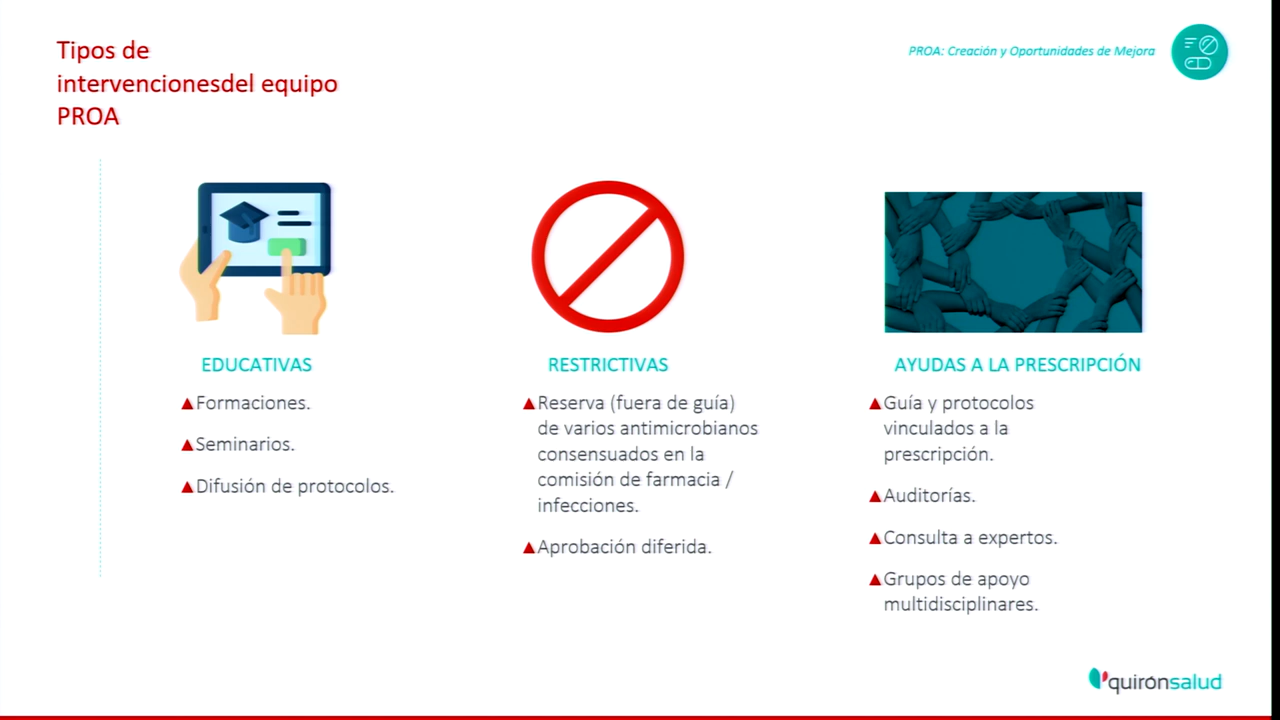 Tipos de
intervencionesdel equipo
PROA
PROA: Creación y Oportunidades de Mejora
EDUCATIVAS
▲Formaciones.
▲Seminarios.
▲Difusión de protocolos.
RESTRICTIVAS
▲Reserva (fuera de guía)
de varios antimicrobianos
consensuados en la
comisión de farmacia /
infecciones.
▲Aprobación diferida.
AYUDAS A LA PRESCRIPCIÓN
▲Guía y protocolos
vinculados a la
prescripción.
▲Auditorías.
▲Consulta a expertos.
▲Grupos de apoyo
multidisciplinares.
quirónsalud